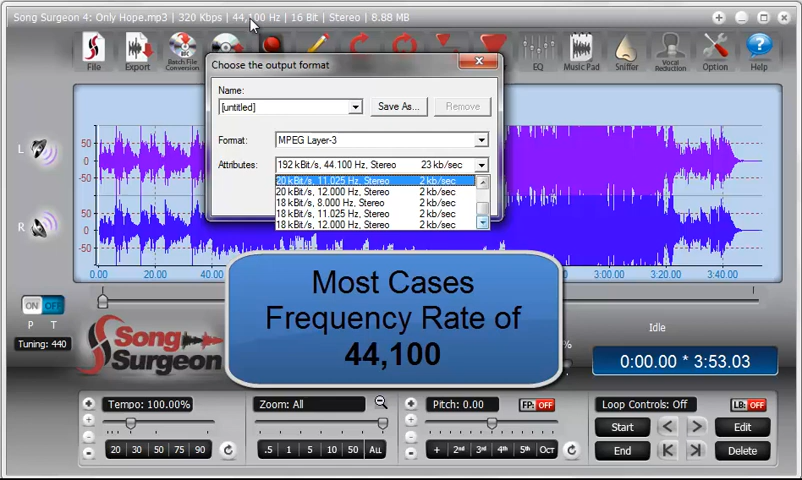 Song Surgeon 4: Only Hope.mp3 | 320 Kbps | 44,100 Hz | 16 Bit | Stereo | 8.88 MB
File
Export
Batch File
Conversion
EQ
Music Pad
Sniffer
Vocal
Reduction
Option
Help
Choose the output format
Name:
[untitled]
Save As...
Remove
Format:
MPEG Layer-3
Attributes:
192 kBit/s, 44.100 Hz, Stereo 23 kb/sec
20 kBit/s, 11.025 Hz, Stereo 2 kb/sec
20 kBit/s, 12.000 Hz, Stereo 2 kb/sec
18 kBit/s, 8.000 Hz, Stereo 2 kb/sec
18 kBit/s, 11.025 Hz, Stereo 2 kb/sec
18 kBit/s, 12.000 Hz, Stereo 2 kb/sec
L
50
-50
R
50
-50
0.00
20.00
40.00
3:00.00
3:20.00
3:40.00
Most Cases
Frequency Rate of
44,100
ON
OFF
P T
Tuning: 440
Song
Surgeon
Idle
%
0:00.00 * 3:53.03
Tempo: 100.00%
20 30 50 70 80 90
Zoom: All
.5 1 5 10 50 All
Pitch: 0.00
FP: OFF
+ 2nd 3rd 4th 5th Oct
Loop Controls: Off
LB: OFF
Start
Edit
End
Delete